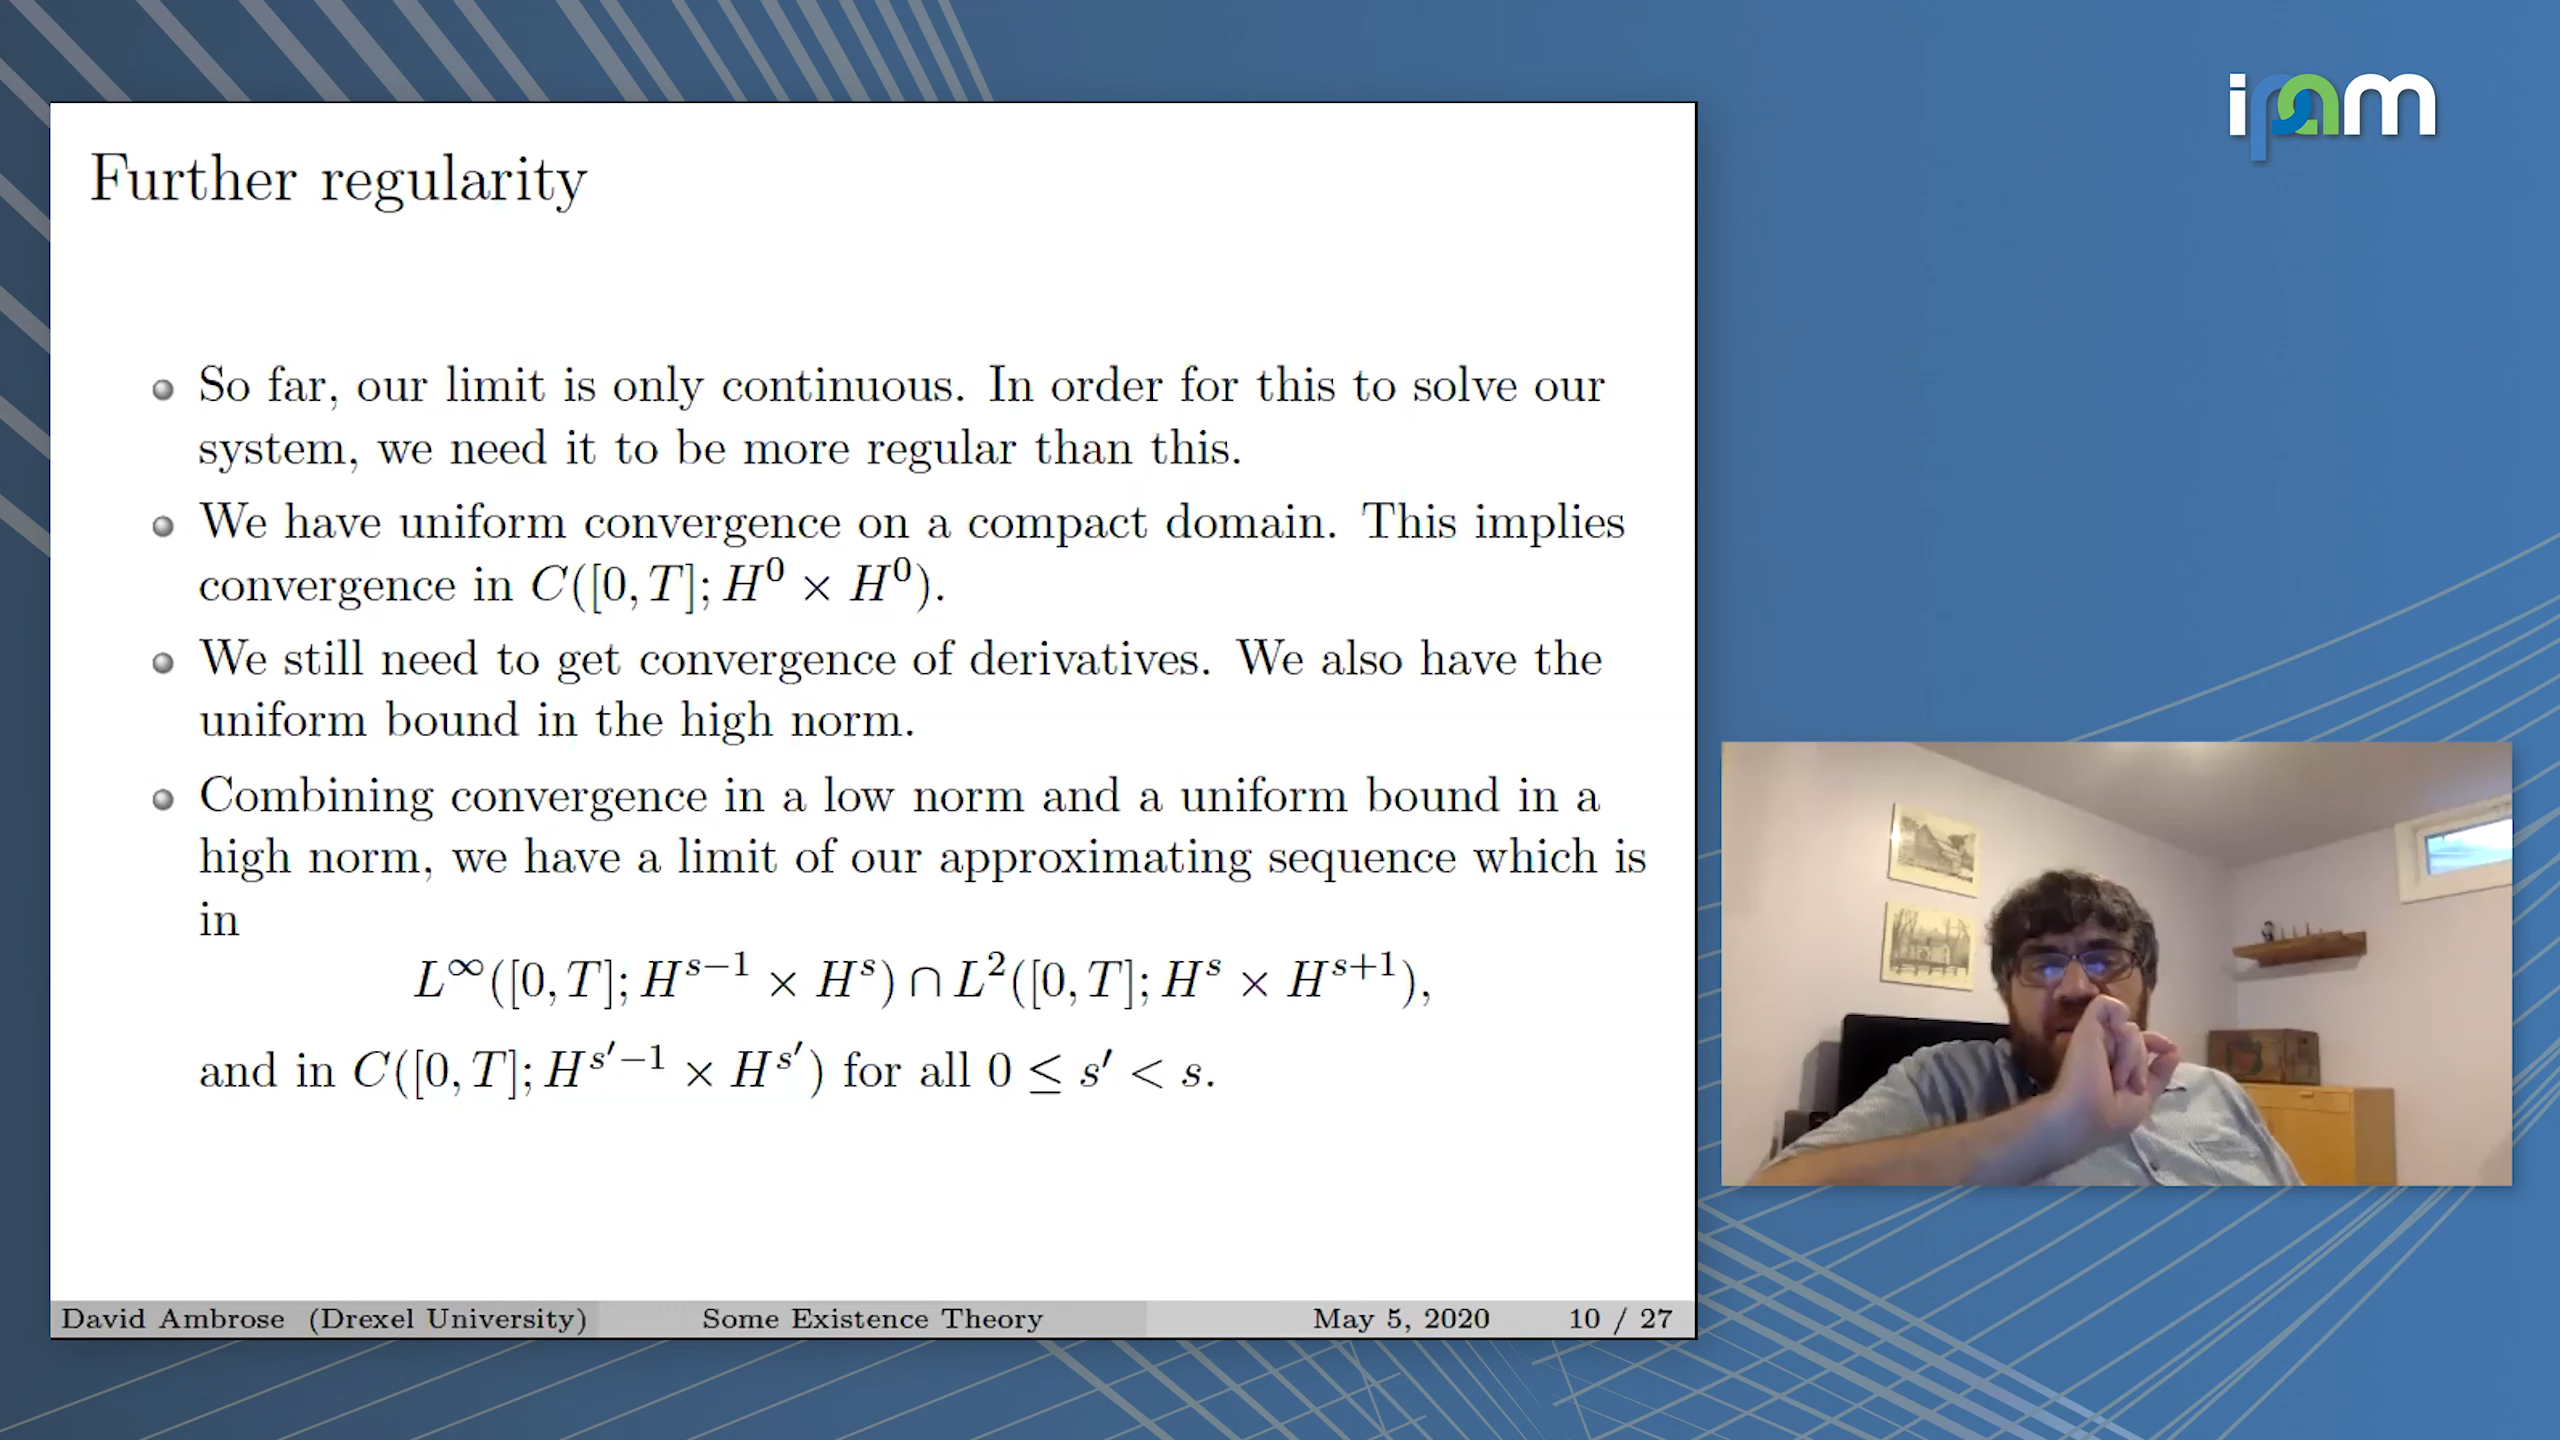 ipam
Further regularity
So far, our limit is only continuous. In order for this to solve our
system, we need it to be more regular than this.
We have uniform convergence on a compact domain. This implies
convergence in C([0, T]; H⁰ × H⁰).
We still need to get convergence of derivatives. We also have the
uniform bound in the high norm.
Combining convergence in a low norm and a uniform bound in a
high norm, we have a limit of our approximating sequence which is
in
L^∞([0, T]; H^{s−1} × H^s) ∩ L²([0, T]; H^s × H^{s+1}),
and in C([0, T]; H^{s′−1} × H^{s′}) for all 0 ≤ s′ < s.
David Ambrose (Drexel University) Some Existence Theory May 5, 2020 10 / 27